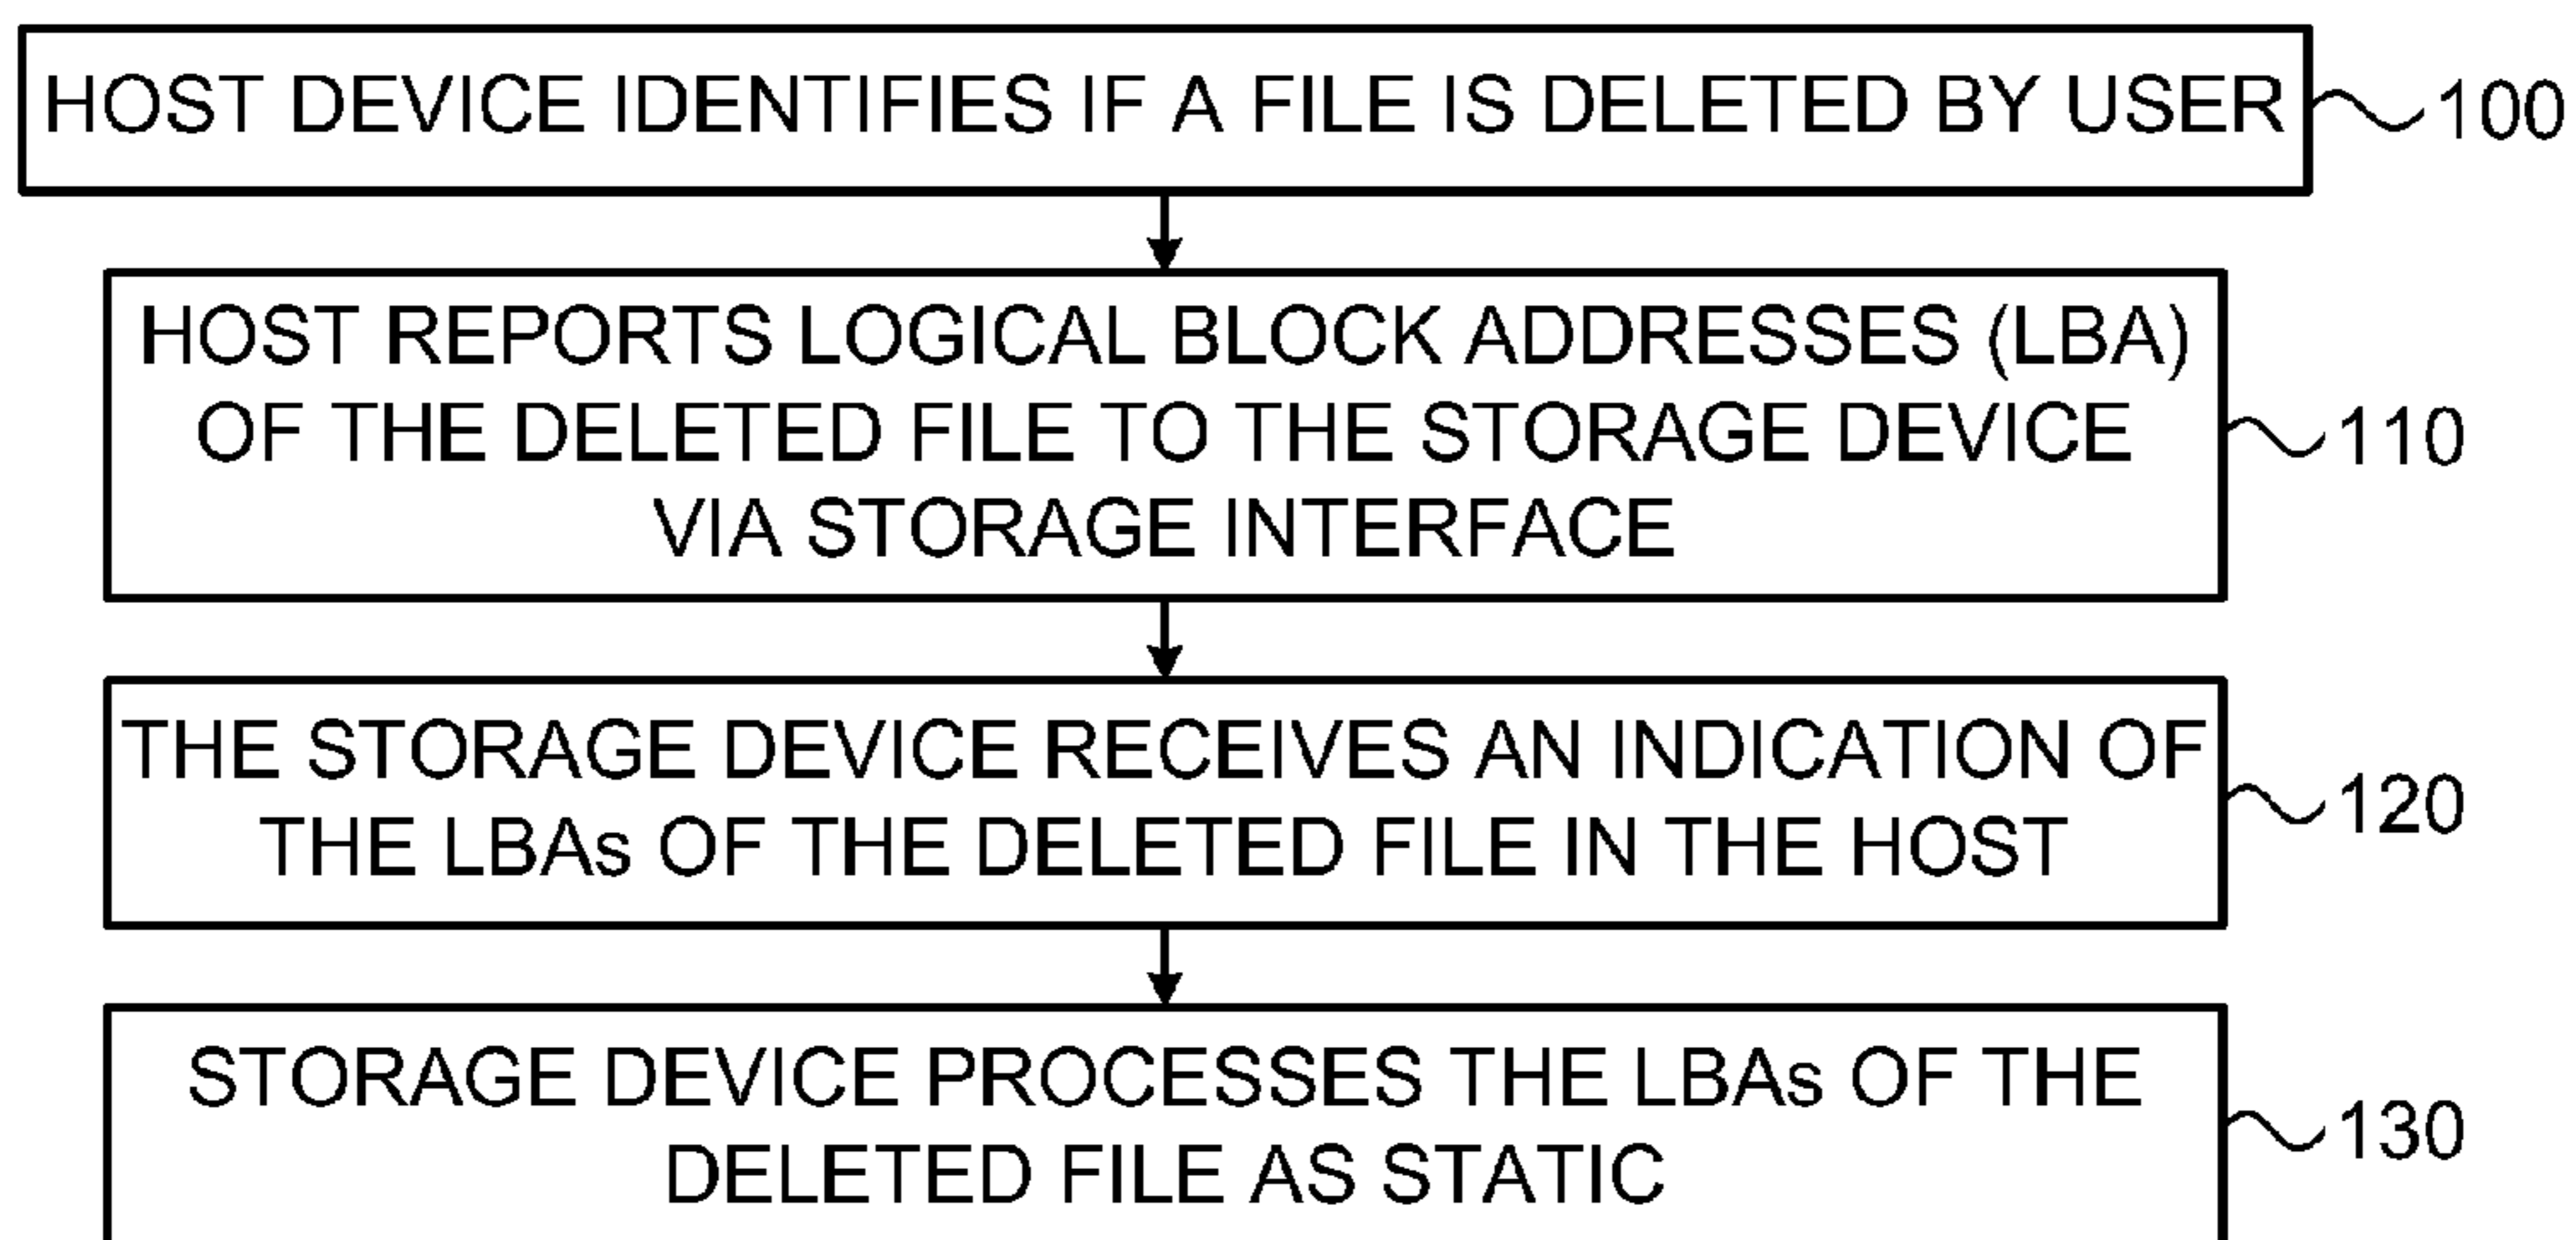 HOST DEVICE IDENTIFIES IF A FILE IS DELETED BY USER
100
HOST REPORTS LOGICAL BLOCK ADDRESSES (LBA)
OF THE DELETED FILE TO THE STORAGE DEVICE
VIA STORAGE INTERFACE
110
THE STORAGE DEVICE RECEIVES AN INDICATION OF
THE LBAs OF THE DELETED FILE IN THE HOST
120
STORAGE DEVICE PROCESSES THE LBAs OF THE
DELETED FILE AS STATIC
130